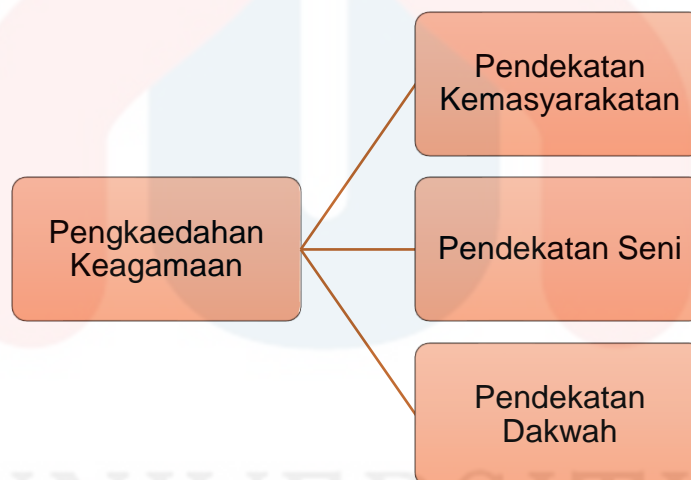 Pendekatan
Kemasyarakatan
Pengkaedahan
Keagamaan
Pendekatan Seni
Pendekatan
Dakwah